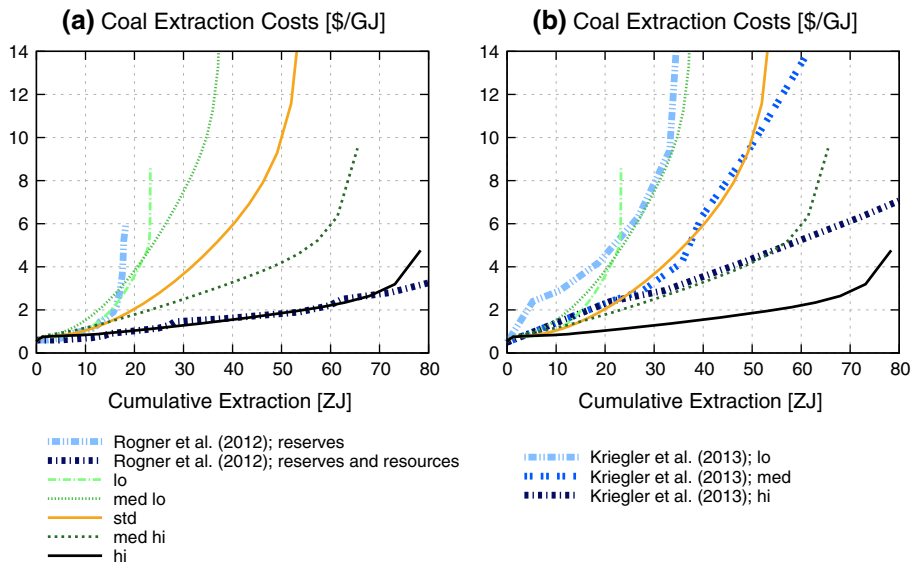 (a) Coal Extraction Costs [$/GJ]
14
12
10
8
6
4
2
0
0 10 20 30 40 50 60 70 80
Cumulative Extraction [ZJ]
Rogner et al. (2012); reserves
Rogner et al. (2012); reserves and resources
lo
med lo
std
med hi
hi
(b) Coal Extraction Costs [$/GJ]
14
12
10
8
6
4
2
0
0 10 20 30 40 50 60 70 80
Cumulative Extraction [ZJ]
Kriegler et al. (2013); lo
Kriegler et al. (2013); med
Kriegler et al. (2013); hi